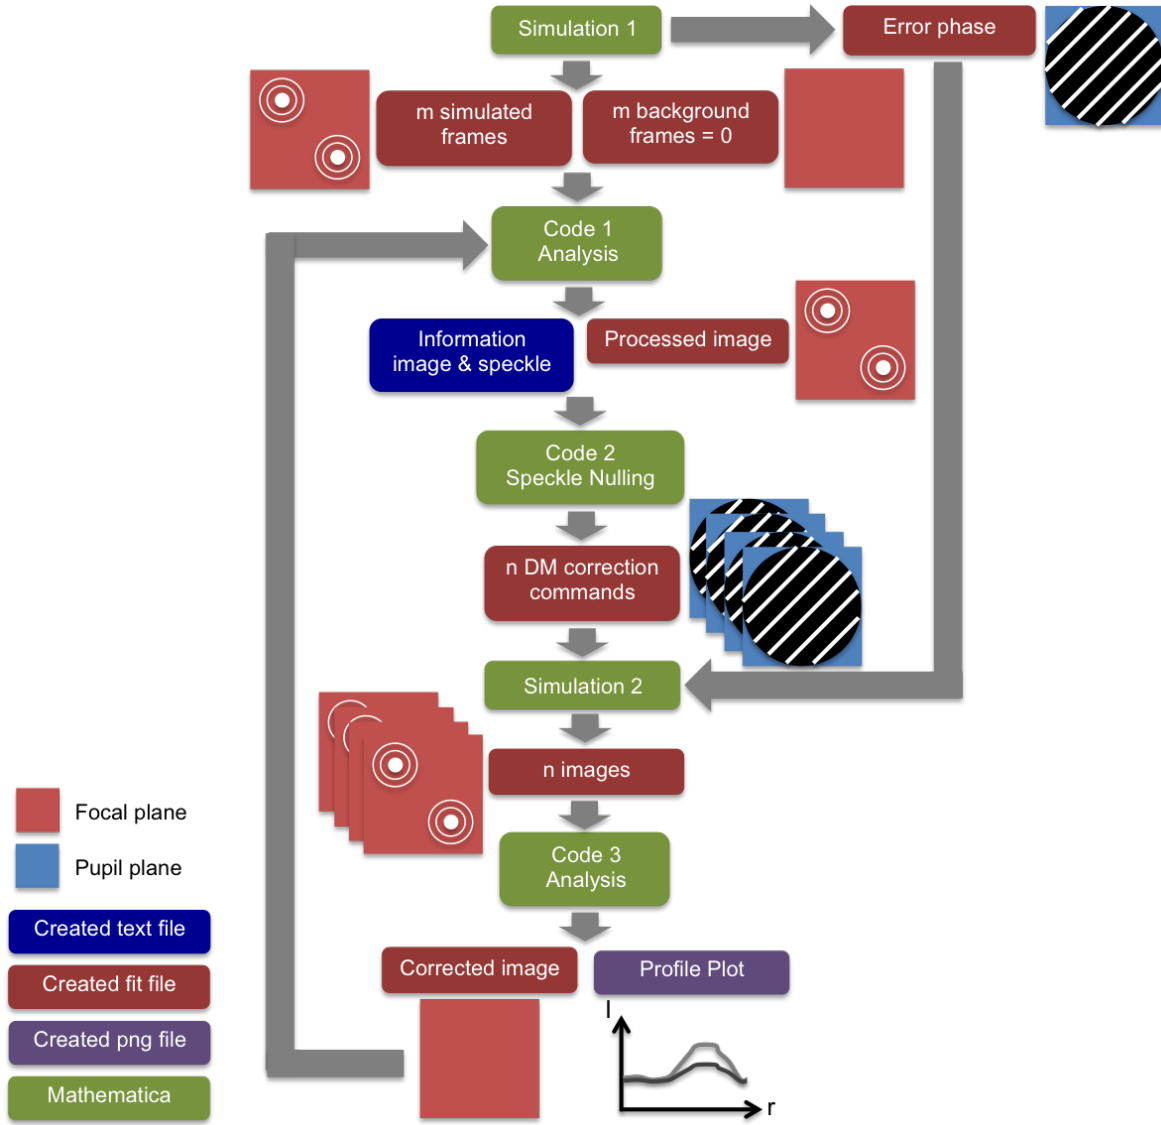 Simulation 1
Error phase
m simulated
frames
m background
frames = 0
Code 1
Analysis
Information
image & speckle
Processed image
Code 2
Speckle Nulling
n DM correction
commands
Simulation 2
n images
Focal plane
Pupil plane
Code 3
Analysis
Created text file
Corrected image
Profile Plot
Created fit file
I
Created png file
Mathematica
r